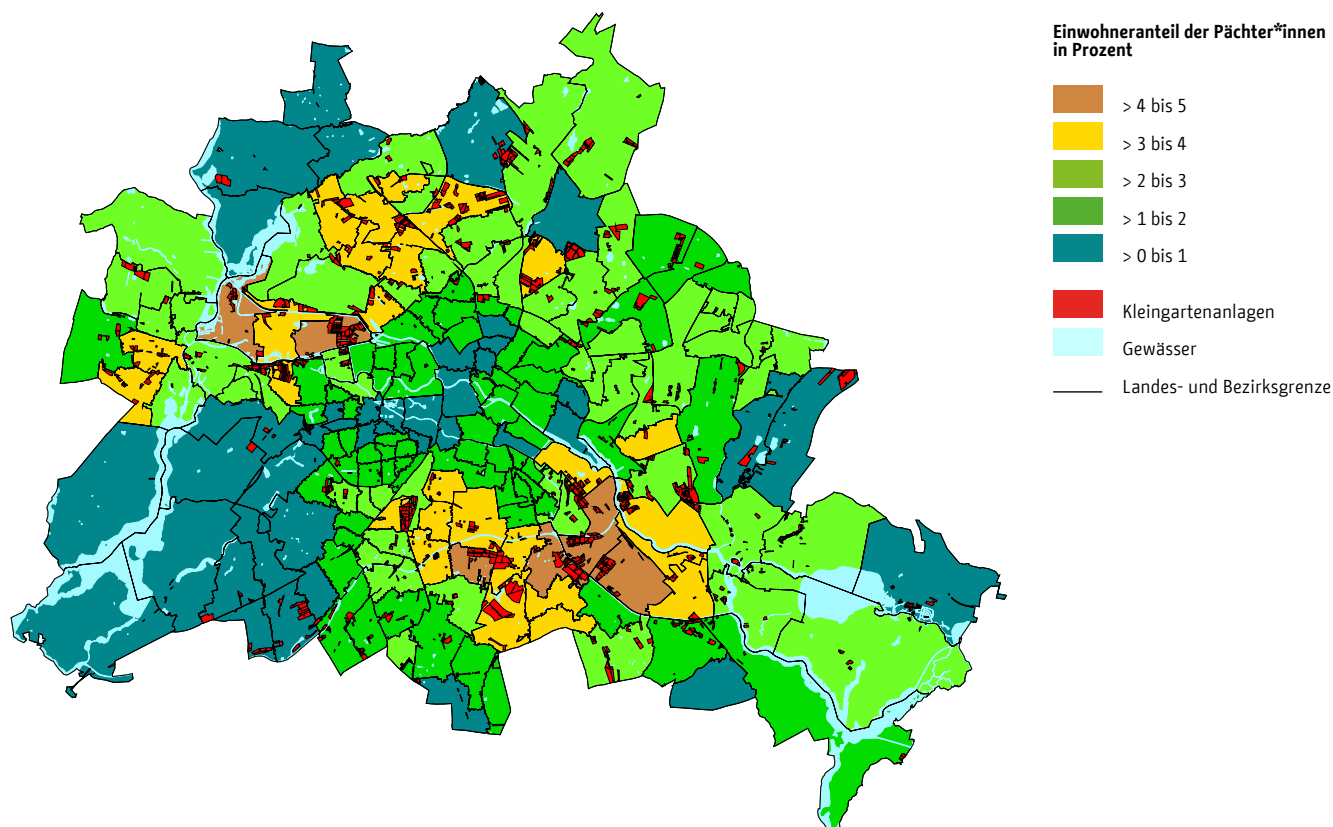 Einwohneranteil der Pächter*innen
in Prozent
> 4 bis 5
> 3 bis 4
> 2 bis 3
> 1 bis 2
> 0 bis 1
Kleingartenanlagen
Gewässer
Landes- und Bezirksgrenze